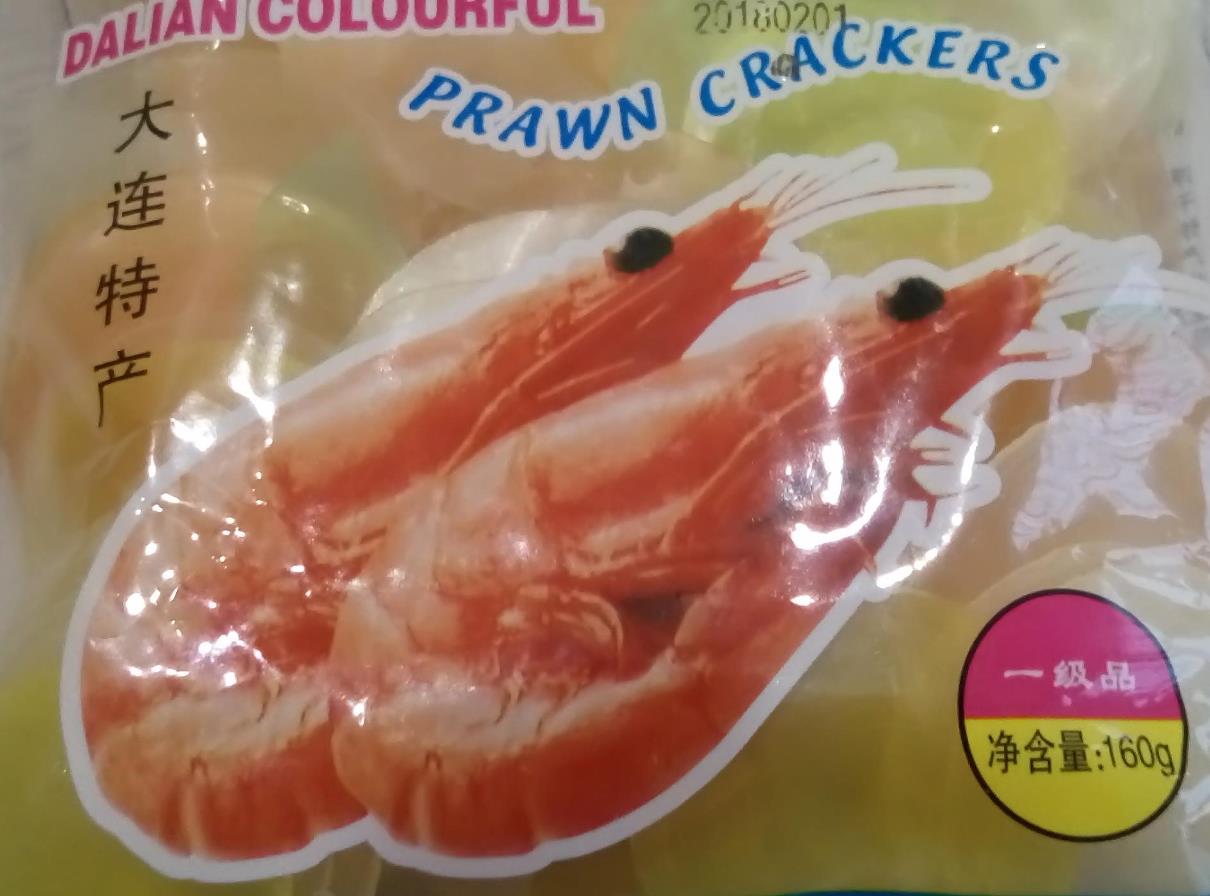 DALIAN COLOURFUL
20180201
PRAWN CRACKERS
大连特产
一级品
净含量:160g